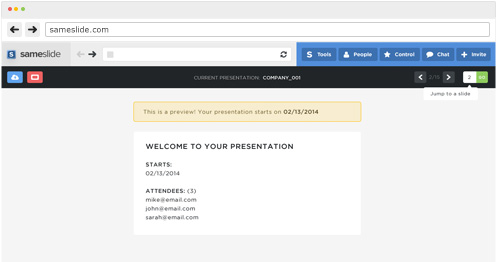 sameslide.com
S sameslide
S Tools
People
Control
Chat
+ Invite
CURRENT PRESENTATION: COMPANY_001
2/15
2
GO
Jump to a slide
This is a preview! Your presentation starts on 02/13/2014
WELCOME TO YOUR PRESENTATION
STARTS:
02/13/2014
ATTENDEES: (3)
mike@email.com
john@email.com
sarah@email.com